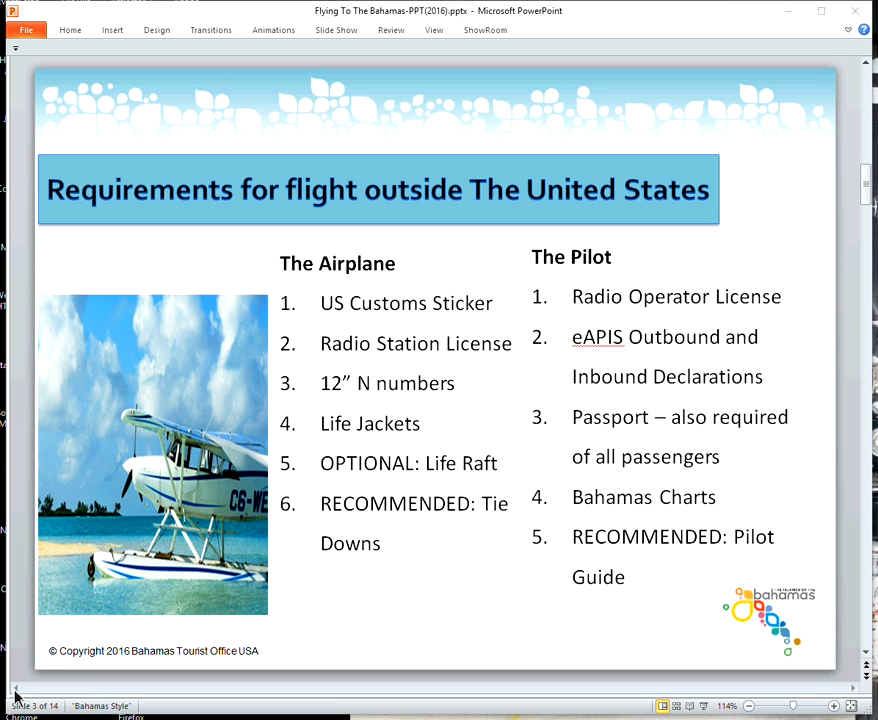 Flying To The Bahamas-PPT(2016).pptx - Microsoft PowerPoint
File Home Insert Design Transitions Animations Slide Show Review View ShowRoom
Requirements for flight outside The United States
The Airplane
1. US Customs Sticker
2. Radio Station License
3. 12” N numbers
4. Life Jackets
5. OPTIONAL: Life Raft
6. RECOMMENDED: Tie
Downs
The Pilot
1. Radio Operator License
2. eAPIS Outbound and
Inbound Declarations
3. Passport – also required
of all passengers
4. Bahamas Charts
5. RECOMMENDED: Pilot
Guide
C6-WE
bahamas
© Copyright 2016 Bahamas Tourist Office USA
Slide 3 of 14 "Bahamas Style" 114%
Chrome Firefox